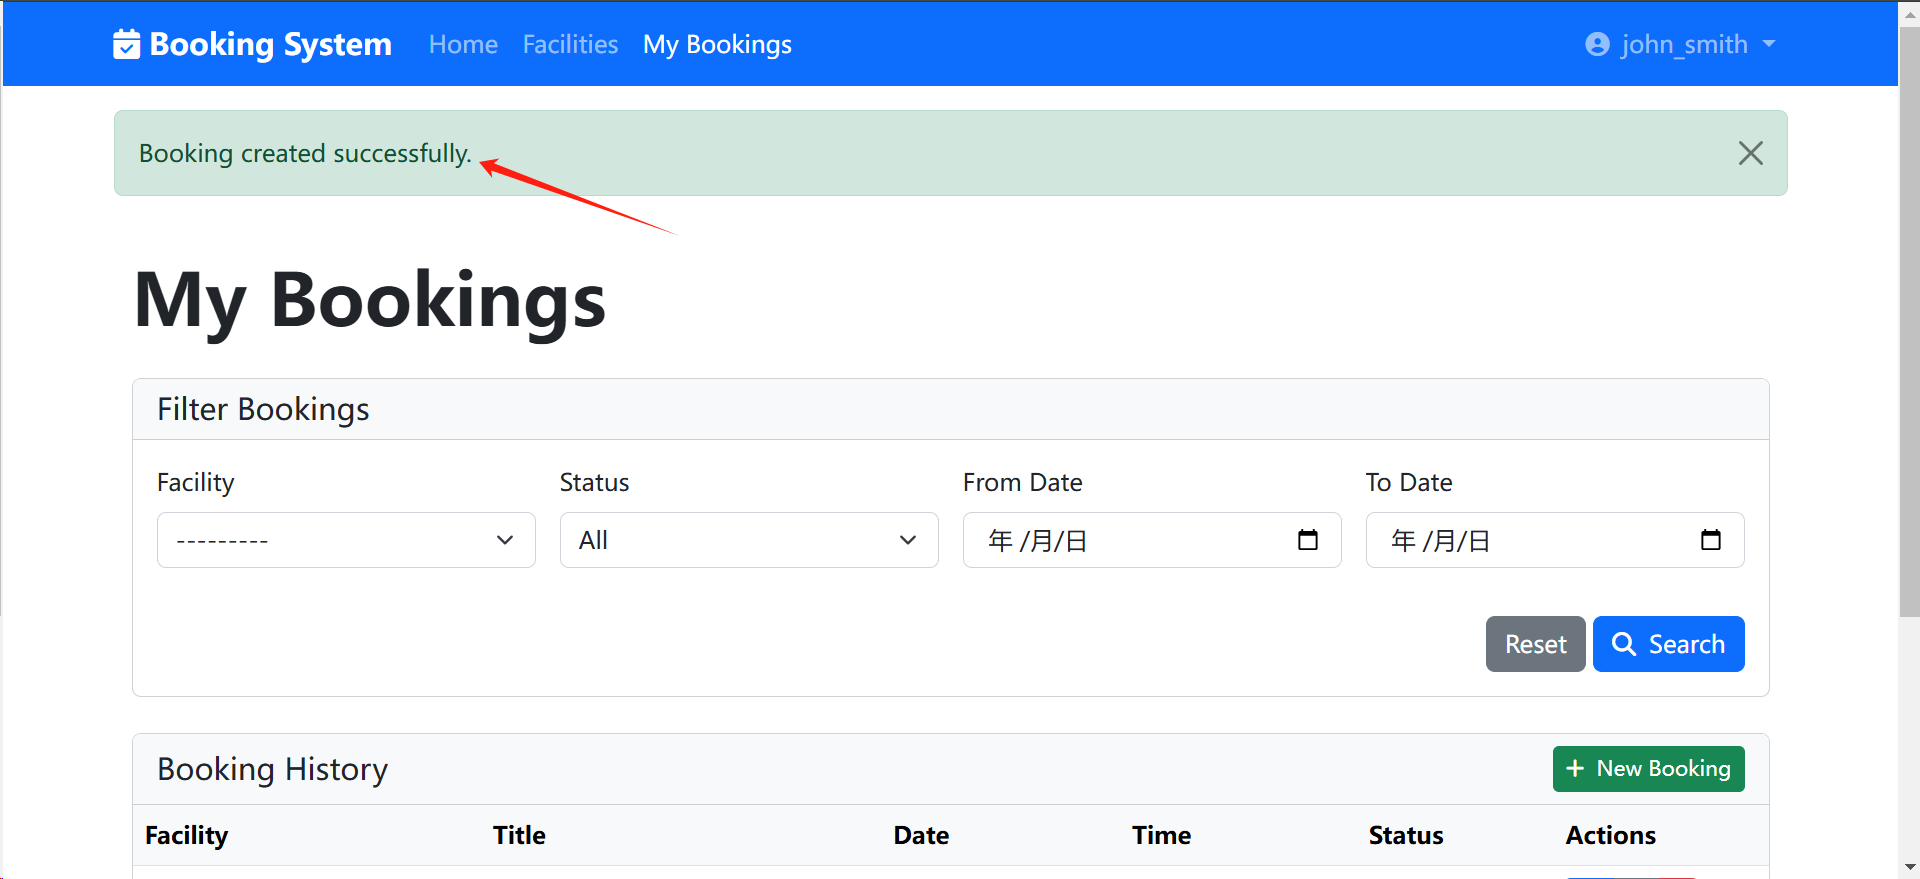 Booking System Home Facilities My Bookings john_smith
Booking created successfully.
My Bookings
Filter Bookings
Facility Status From Date To Date
--------- All 年 /月/日 年 /月/日
Reset Search
Booking History + New Booking
Facility Title Date Time Status Actions